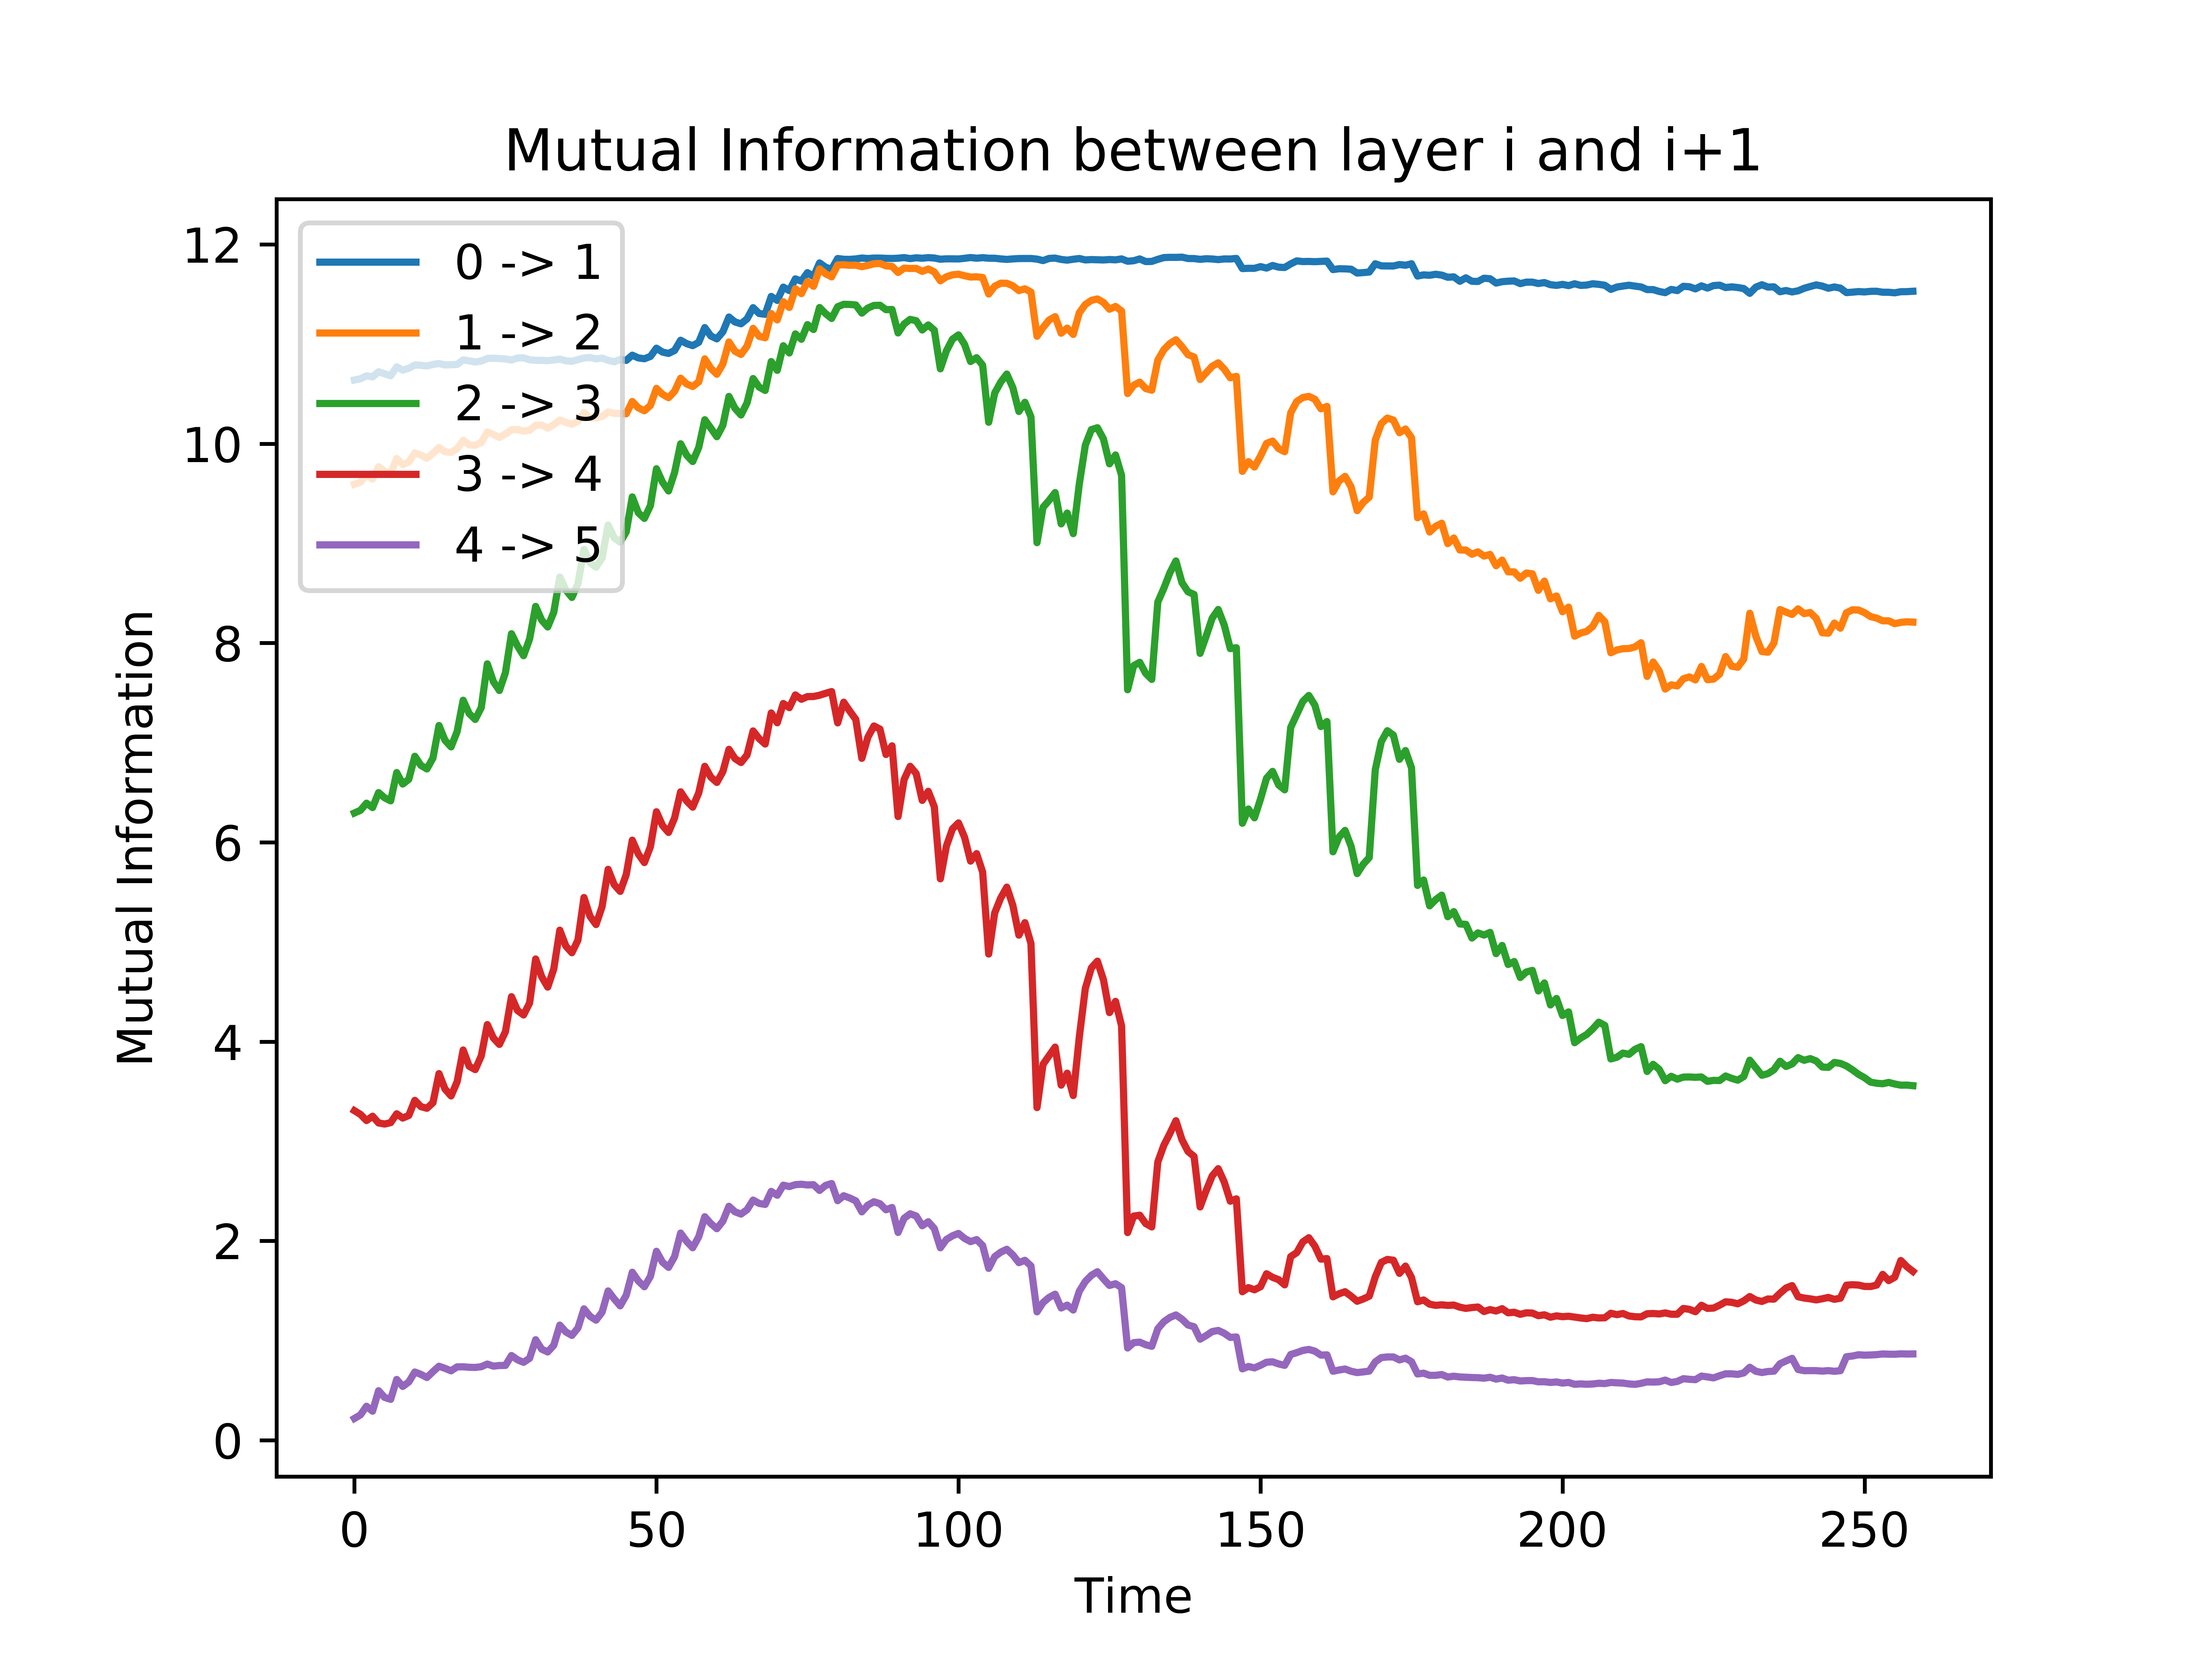 Mutual Information between layer i and i+1
0 -> 1
1 -> 2
2 -> 3
3 -> 4
4 -> 5
Mutual Information
12
10
8
6
4
2
0
0 50 100 150 200 250
Time